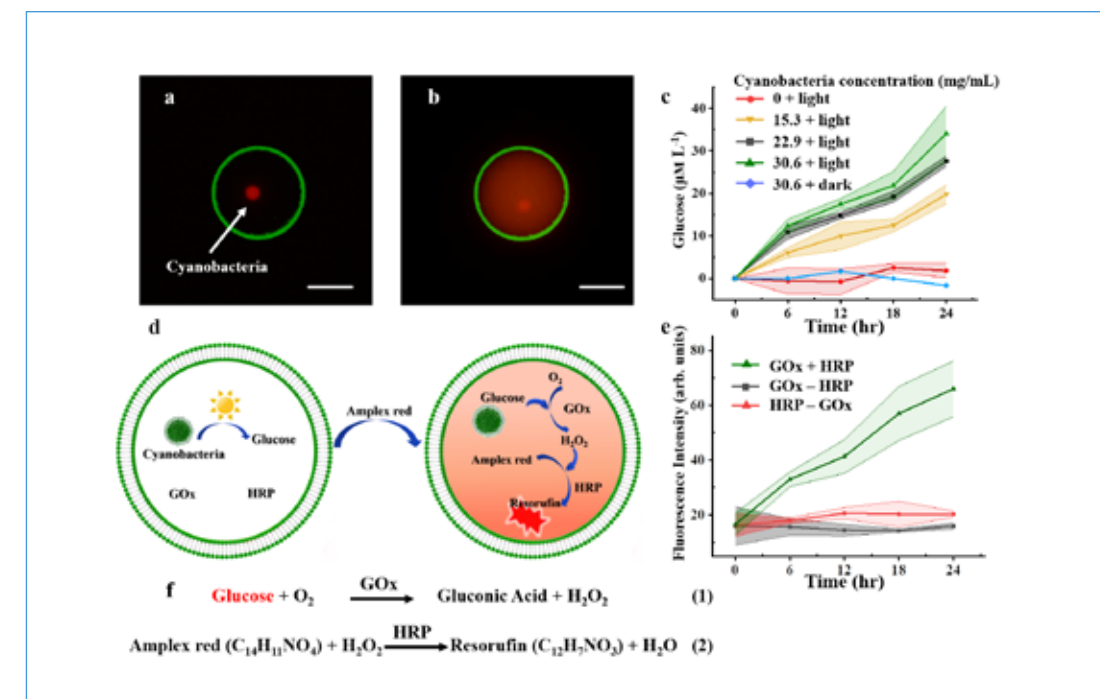 a
Cyanobacteria
b
c
Cyanobacteria concentration (mg/mL)
0 + light
15.3 + light
22.9 + light
30.6 + light
30.6 + dark
Glucose (μM L⁻¹)
40
30
20
10
0
0 6 12 18 24
Time (hr)
d
Cyanobacteria
Glucose
GOx HRP
Amplex red
O₂
Glucose
GOx
H₂O₂
Amplex red
HRP
Resorufin
e
GOx + HRP
GOx – HRP
HRP – GOx
Fluorescence Intensity (arb. units)
80
60
40
20
0 6 12 18 24
Time (hr)
f
Glucose + O₂ GOx Gluconic Acid + H₂O₂ (1)
Amplex red (C₁₄H₁₁NO₄) + H₂O₂ HRP Resorufin (C₁₂H₇NO₃) + H₂O (2)